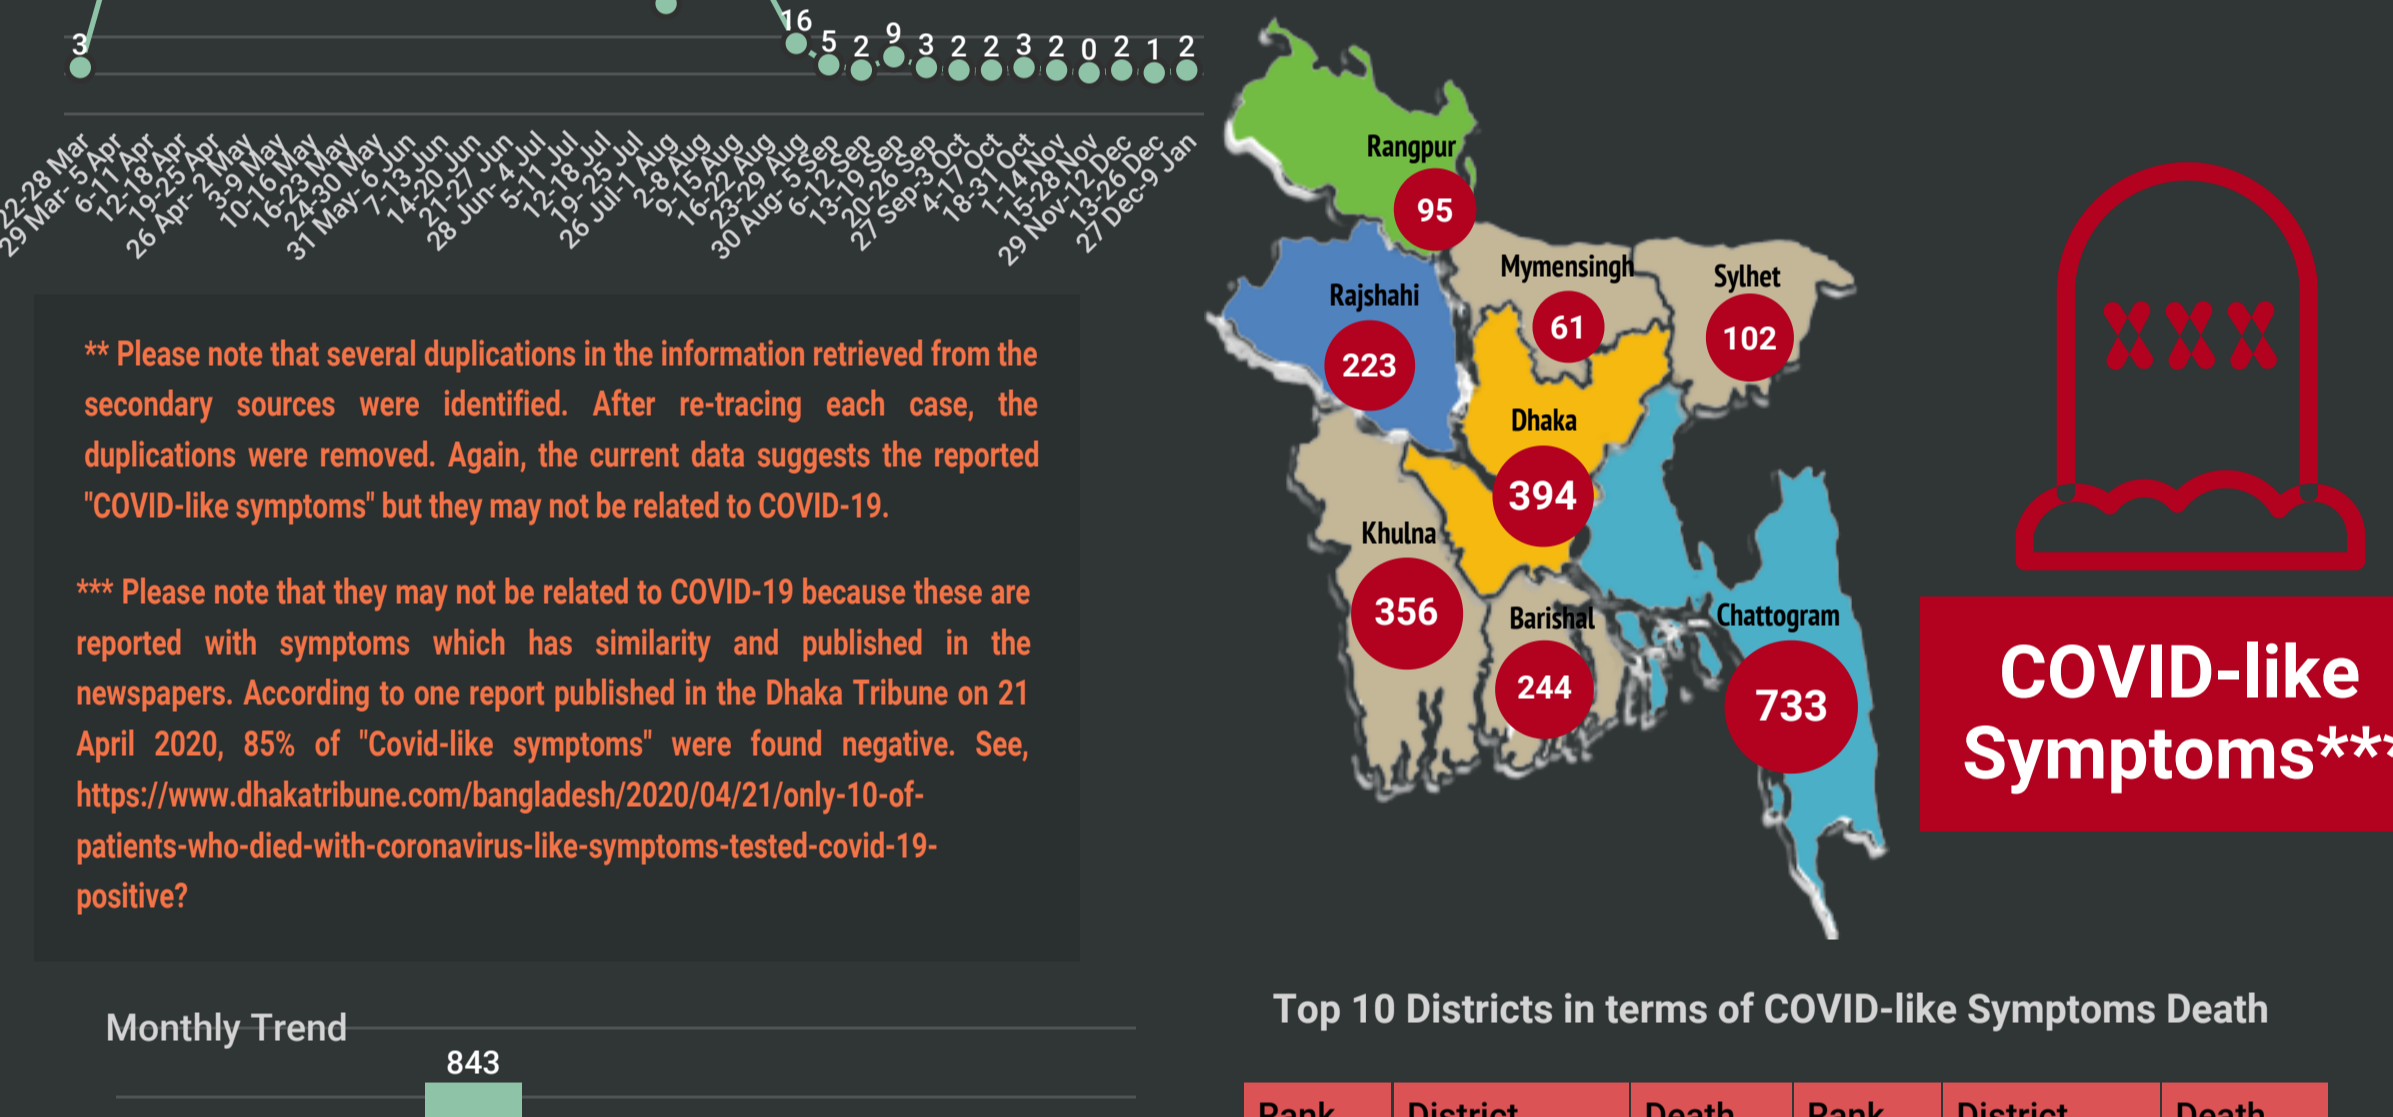 3
16
5
2
9
3
2
2
3
2
0
2
1
2
22-28 Mar
29 Mar- 5 Apr
6-11 Apr
12-18 Apr
19-25 Apr
26 Apr- 2 May
3-9 May
10-16 May
16-23 May
24-30 May
31 May- 6 Jun
7-13 Jun
14-20 Jun
21-27 Jun
28 Jun- 4 Jul
5-11 Jul
12-18 Jul
19- 25 Jul
26 Jul-1 Aug
2-8 Aug
9-15 Aug
16-22 Aug
23-29 Aug
30 Aug- 5 Sep
6-12 Sep
13-19 Sep
20-26 Sep
27 Sep-3 Oct
4-17 Oct
18-31 Oct
1-14 Nov
15-28 Nov
29 Nov-12 Dec
13-26 Dec
27 Dec-9 Jan
** Please note that several duplications in the information retrieved from the
secondary sources were identified. After re-tracing each case, the
duplications were removed. Again, the current data suggests the reported
"COVID-like symptoms" but they may not be related to COVID-19.
*** Please note that they may not be related to COVID-19 because these are
reported with symptoms which has similarity and published in the
newspapers. According to one report published in the Dhaka Tribune on 21
April 2020, 85% of "Covid-like symptoms" were found negative. See,
https://www.dhakatribune.com/bangladesh/2020/04/21/only-10-of-
patients-who-died-with-coronavirus-like-symptoms-tested-covid-19-
positive?
Rangpur
95
Mymensingh
61
Sylhet
102
Rajshahi
223
Dhaka
394
Khulna
356
Barishal
244
Chattogram
733
COVID-like
Symptoms***
Monthly Trend
843
Top 10 Districts in terms of COVID-like Symptoms Death
Rank District Death Rank District Death